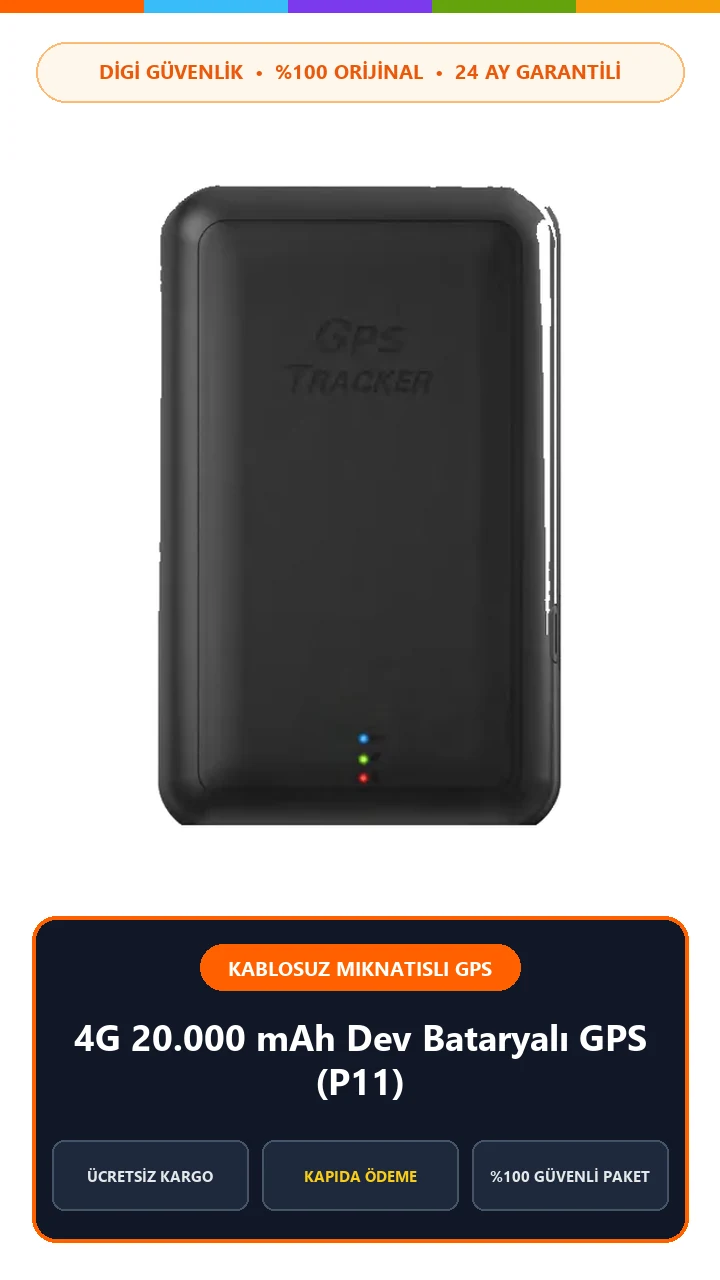 DİGİ GÜVENLİK • %100 ORİJİNAL • 24 AY GARANTİLİ
GPS
TRACKER
KABLOSUZ MIKNATISLI GPS
4G 20.000 mAh Dev Bataryalı GPS
(P11)
ÜCRETSİZ KARGO
KAPIDA ÖDEME
%100 GÜVENLİ PAKET